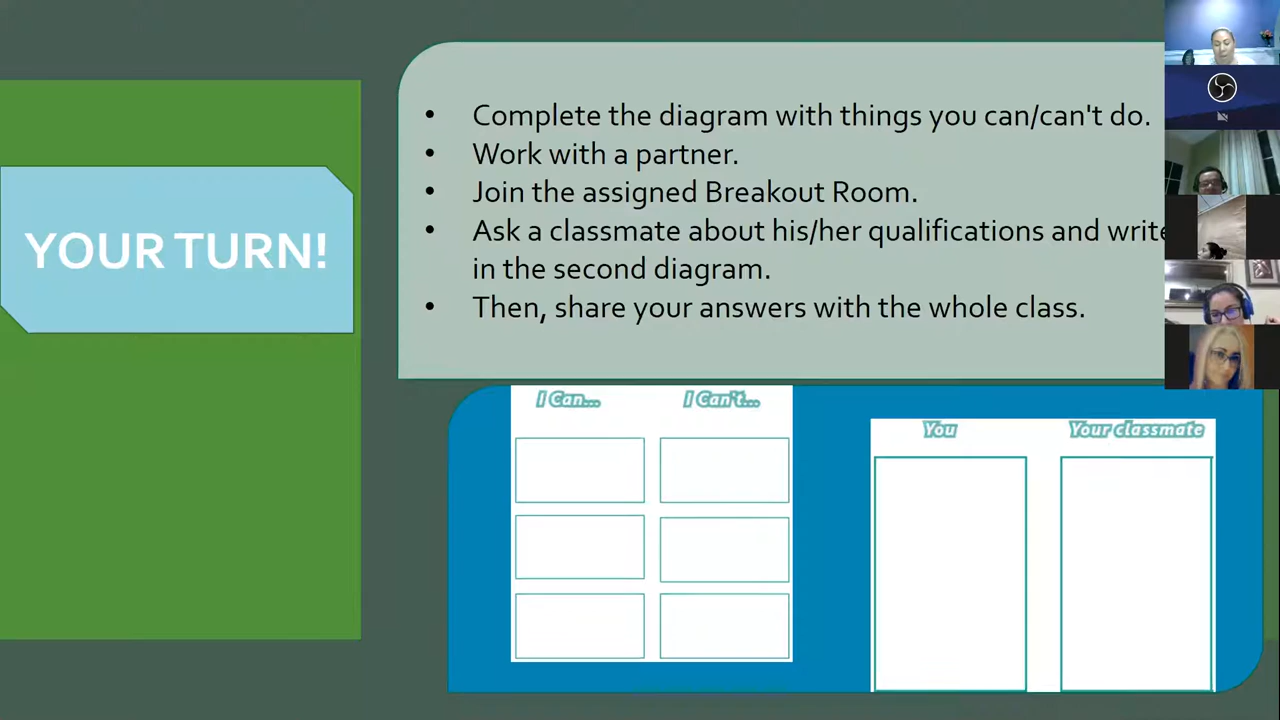 YOUR TURN!
• Complete the diagram with things you can/can't do.
• Work with a partner.
• Join the assigned Breakout Room.
• Ask a classmate about his/her qualifications and write
in the second diagram.
• Then, share your answers with the whole class.
I Can... I Can't...
You Your classmate